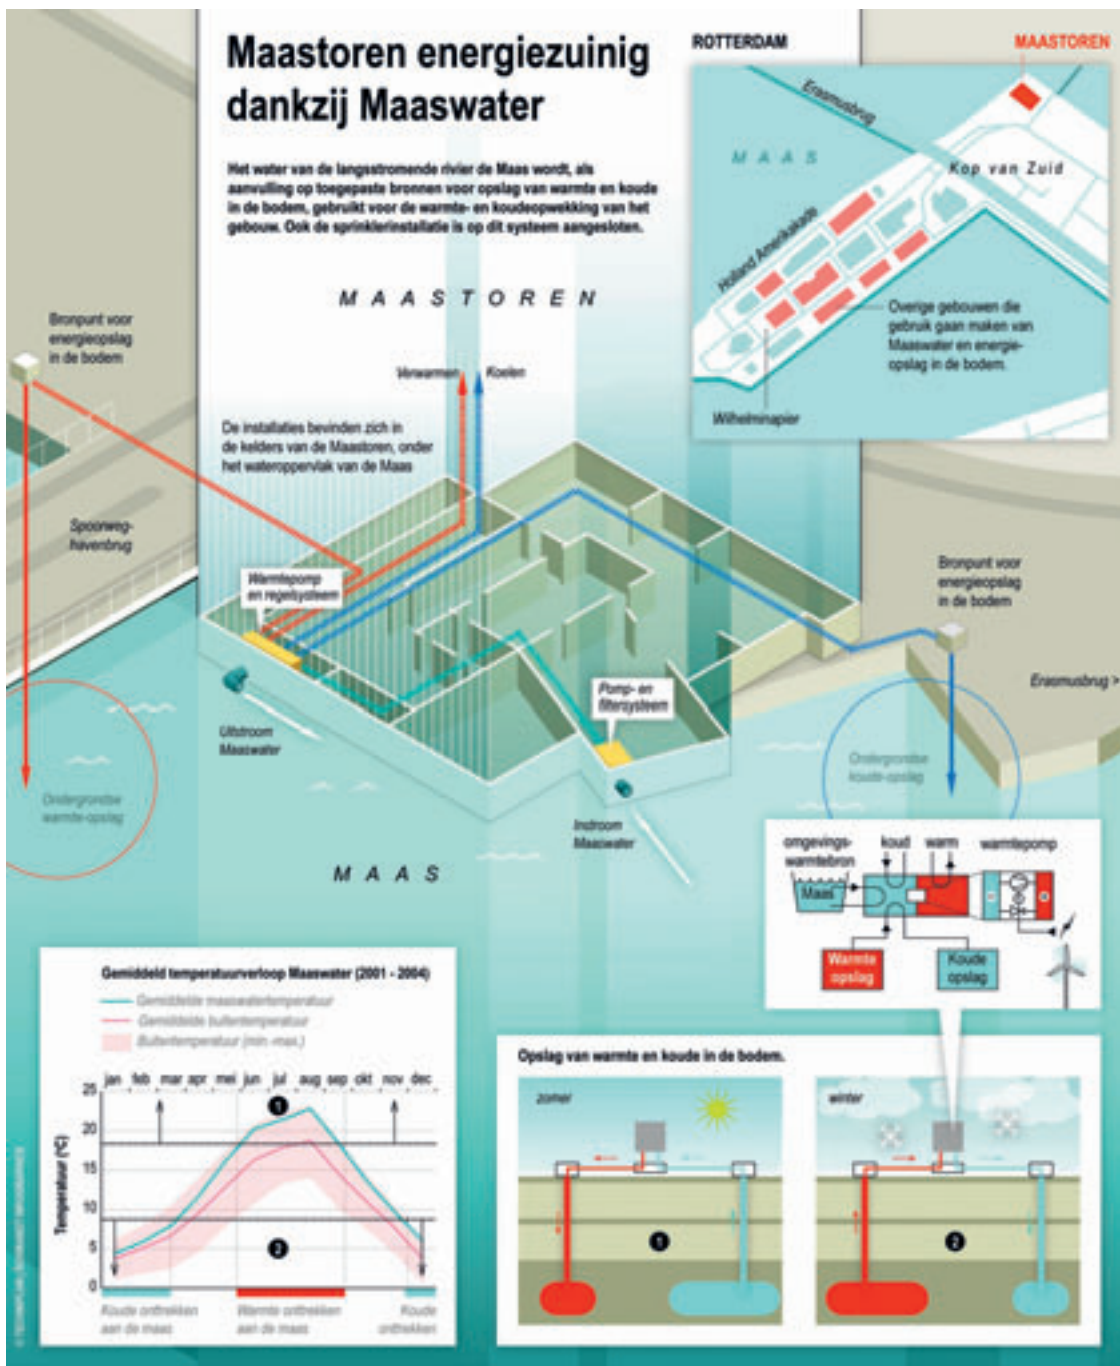 Maastoren energiezuinig
dankzij Maaswater
Het water van de langsstromende rivier de Maas wordt, als
aanvulling op toegepaste bronnen voor opslag van warmte en koude
in de bodem, gebruikt voor de warmte- en koudeopwekking van het
gebouw. Ook de sprinklerinstallatie is op dit systeem aangesloten.
ROTTERDAM
MAASTOREN
Erasmusbrug
MAAS
Kop van Zuid
Holland Amerikakade
Overige gebouwen die
gebruik gaan maken van
Maaswater en energie-
opslag in de bodem.
Wilhelminapier
MAASTOREN
Bronpunt voor
energieopslag
in de bodem
Verwarmen
Koelen
De installaties bevinden zich in
de kelders van de Maastoren, onder
het wateroppervlak van de Maas
Spoorweg-
havenbrug
Warmtepomp
en regelsysteem
Bronpunt voor
energieopslag
in de bodem
Erasmusbrug >
Pomp- en
filtersysteem
Uitstroom
Maaswater
Ondergrondse
warmte-opslag
Ondergrondse
koude-opslag
Instroom
Maaswater
MAAS
omgevings-
warmtebron
koud
warm
warmtepomp
Maas
Warmte
opslag
Koude
opslag
Gemiddeld temperatuurverloop Maaswater (2001 - 2004)
Gemiddelde maaswatertemperatuur
Gemiddelde buitentemperatuur
Buitentemperatuur (min.-max.)
jan feb mar apr mei jun jul aug sep okt nov dec
Temperatuur (°C)
25
20
15
10
5
0
1
2
Koude onttrekken
aan de maas
Warmte onttrekken
aan de maas
Koude
onttrekken
Opslag van warmte en koude in de bodem.
zomer
winter
1
2